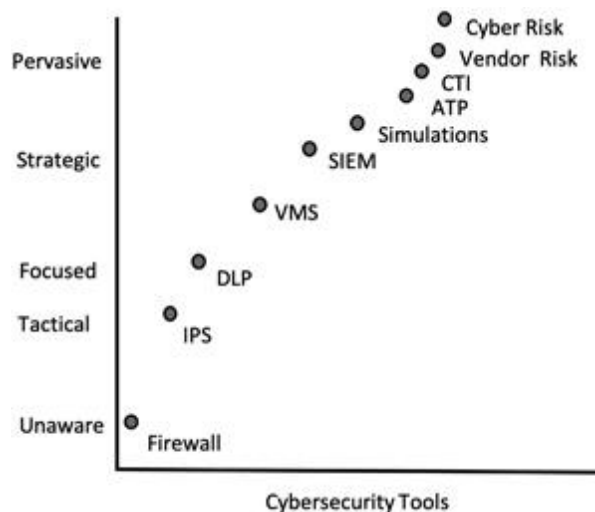 Cyber Risk
Pervasive
Vendor Risk
CTI
ATP
Simulations
Strategic
SIEM
VMS
Focused
DLP
Tactical
IPS
Unaware
Firewall
Cybersecurity Tools